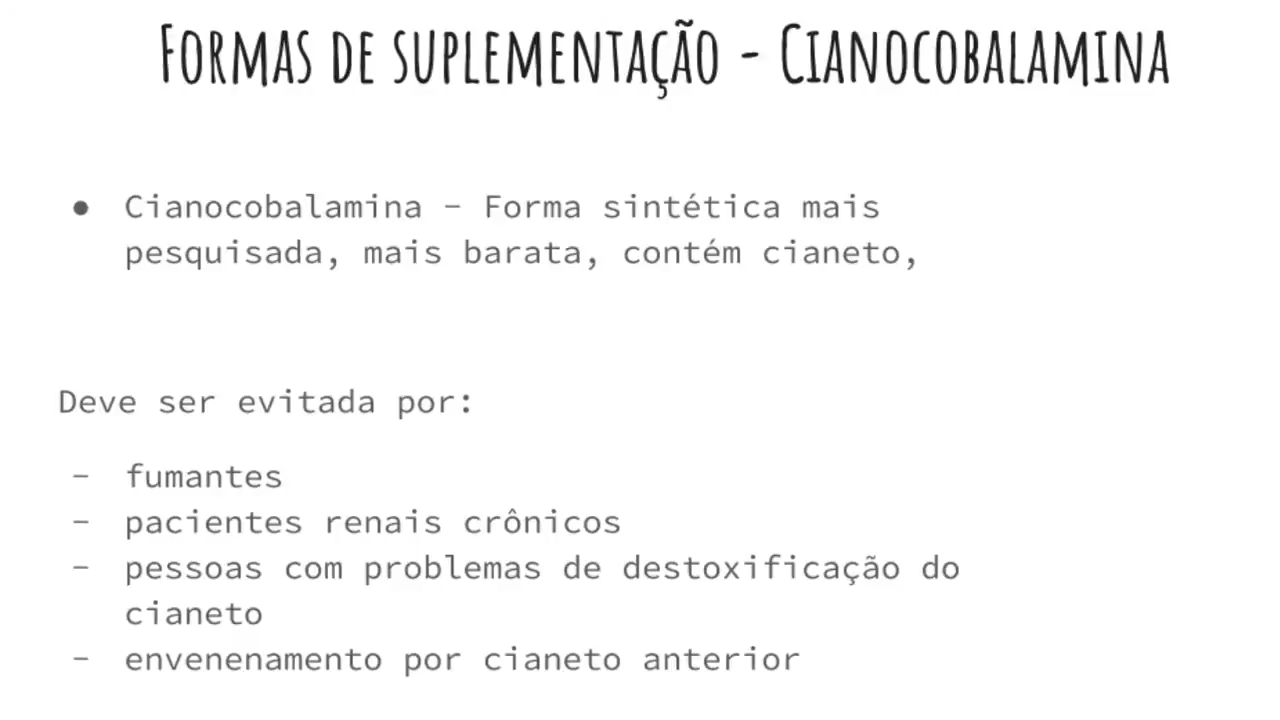 Formas de suplementação - Cianocobalamina
● Cianocobalamina – Forma sintética mais
pesquisada, mais barata, contém cianeto,
Deve ser evitada por:
– fumantes
– pacientes renais crônicos
– pessoas com problemas de destoxificação do
cianeto
– envenenamento por cianeto anterior